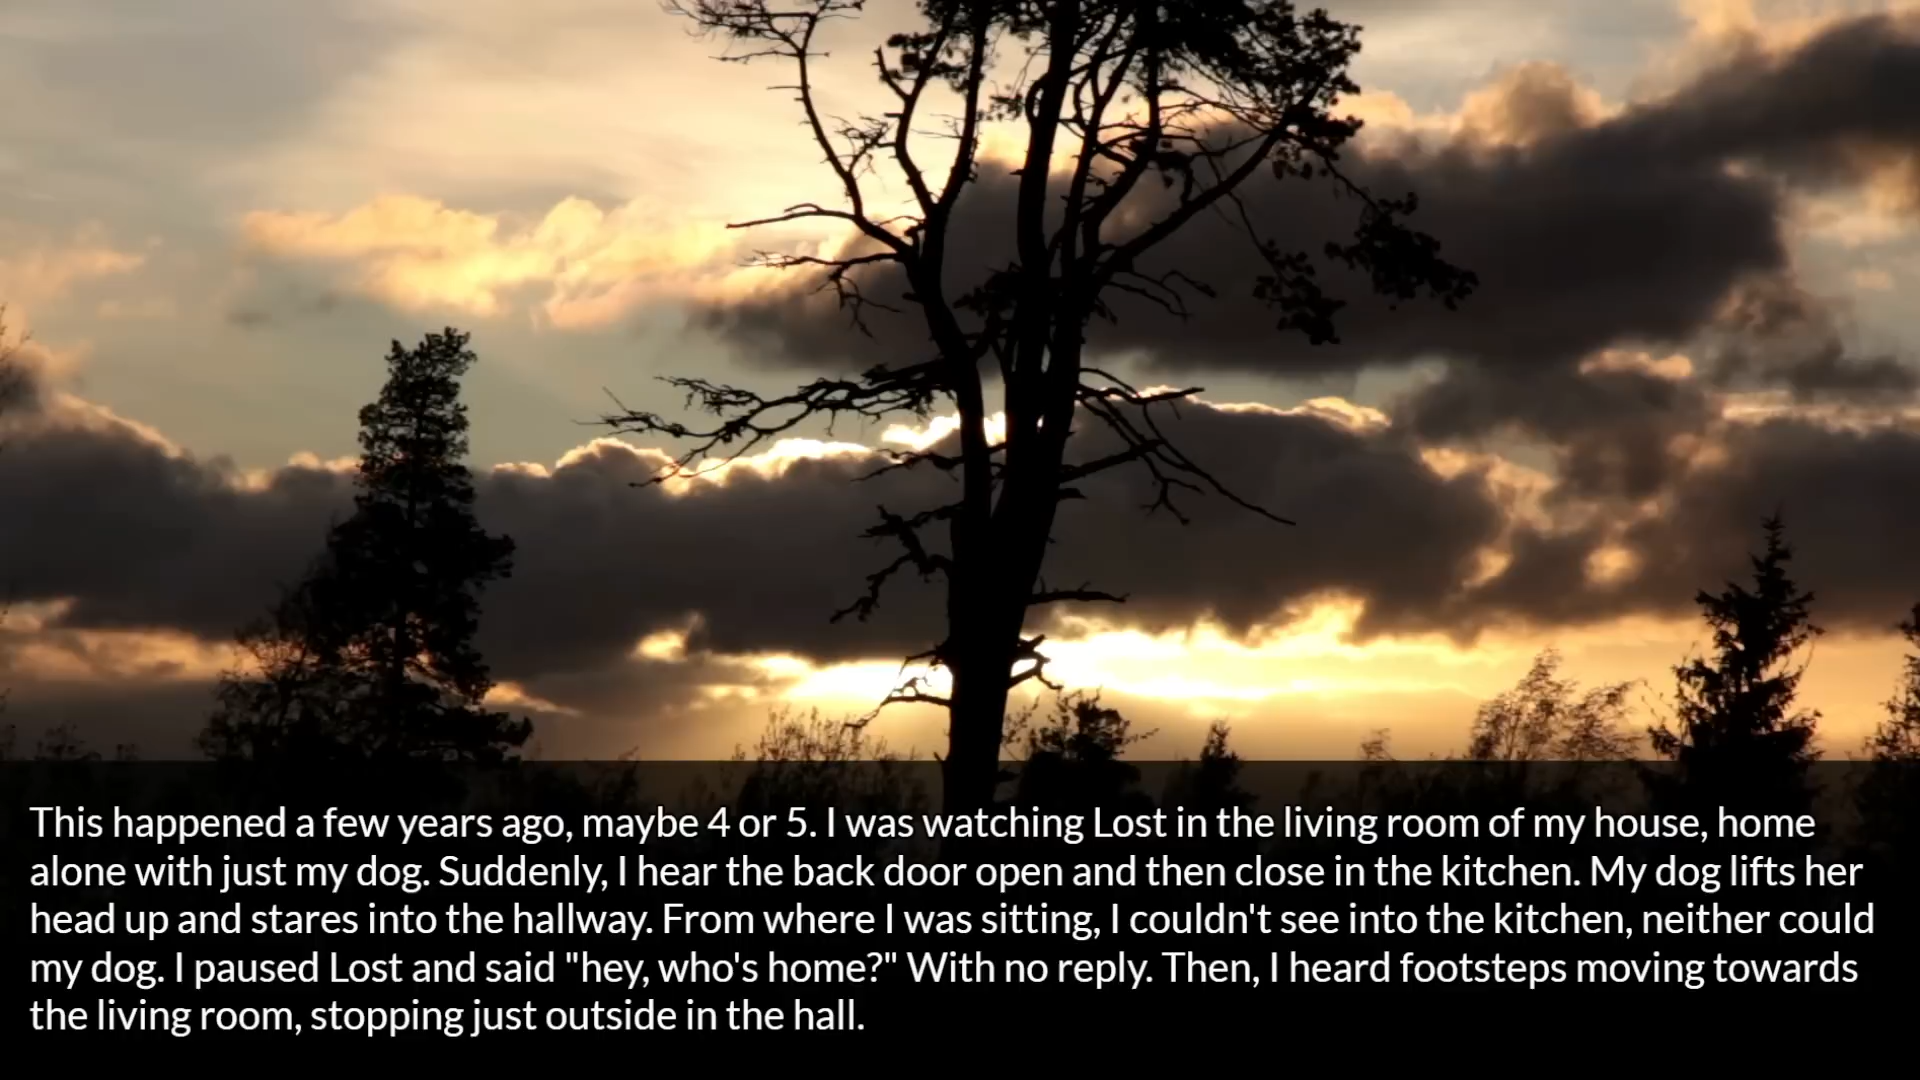 This happened a few years ago, maybe 4 or 5. I was watching Lost in the living room of my house, home
alone with just my dog. Suddenly, I hear the back door open and then close in the kitchen. My dog lifts her
head up and stares into the hallway. From where I was sitting, I couldn't see into the kitchen, neither could
my dog. I paused Lost and said "hey, who's home?" With no reply. Then, I heard footsteps moving towards
the living room, stopping just outside in the hall.